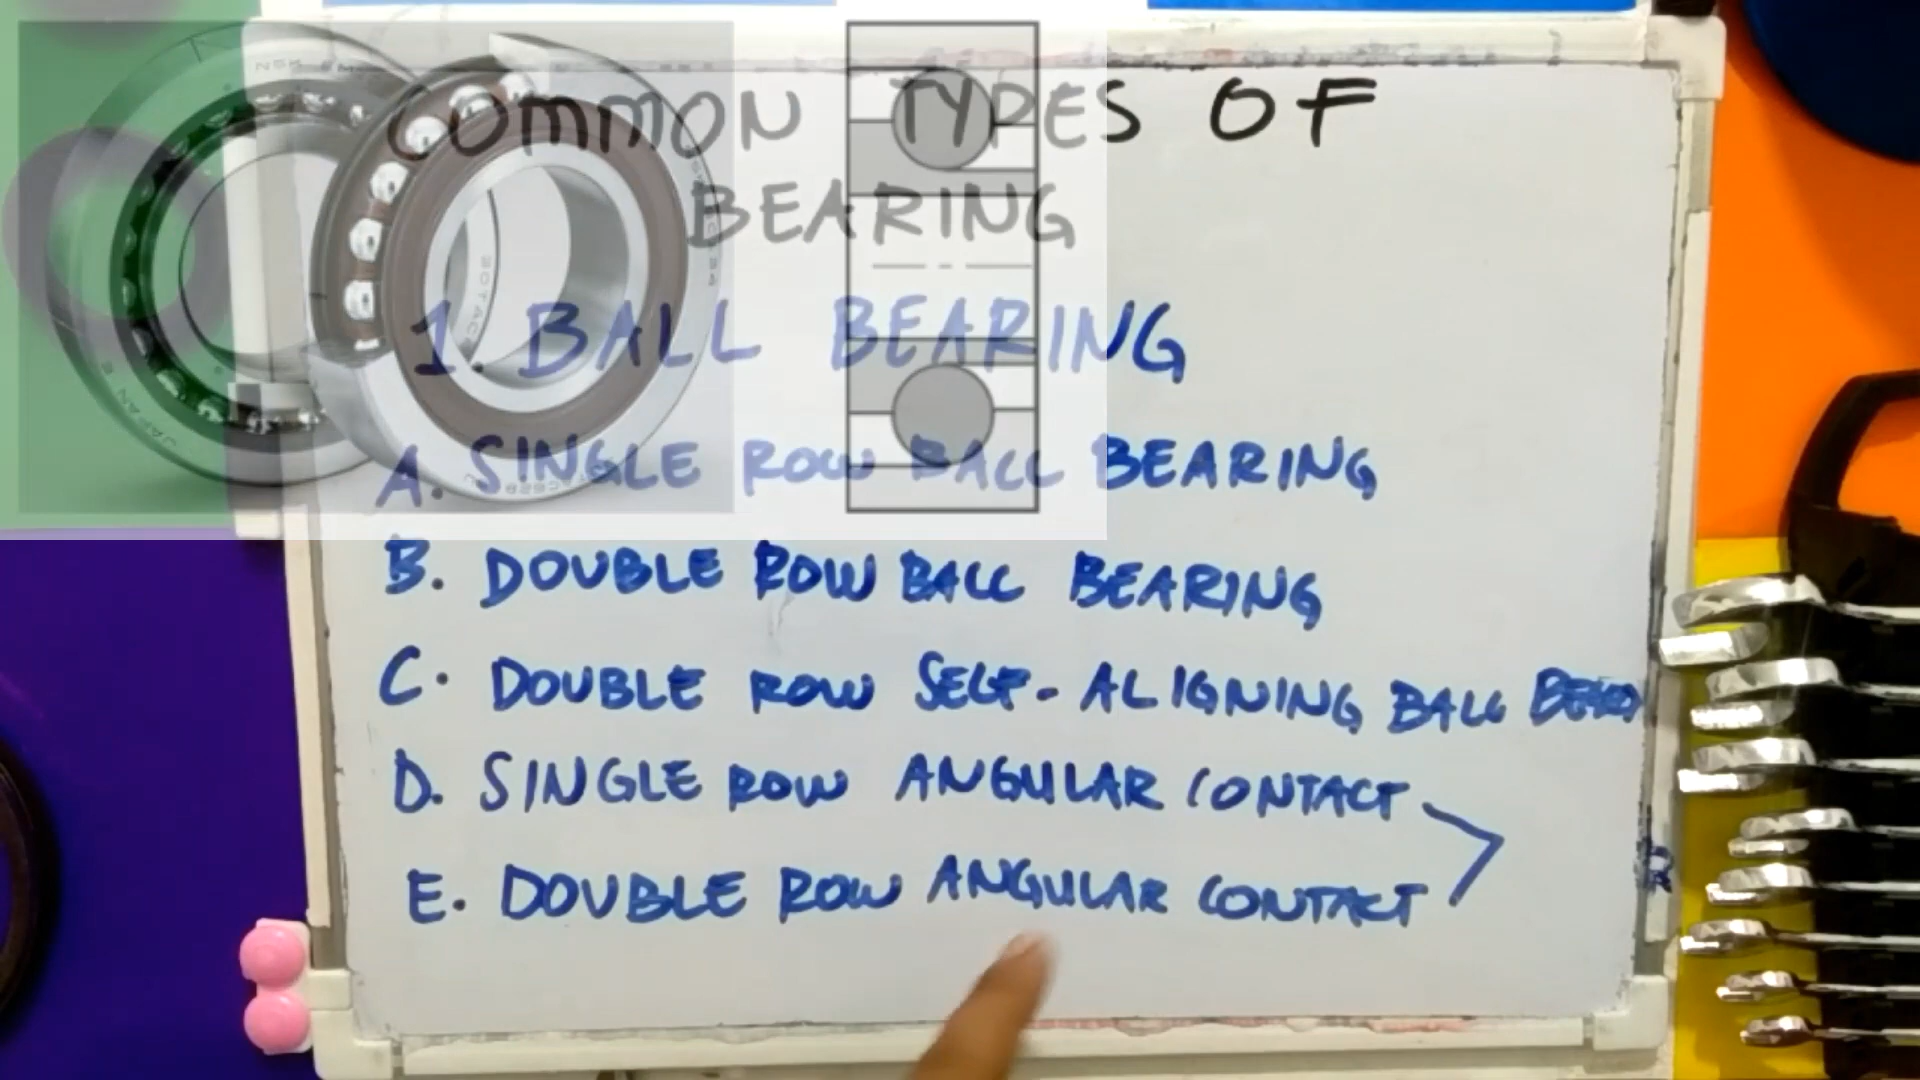 COMMON TYPES OF
BEARING
1. BALL BEARING
A. SINGLE ROW BALL BEARING
B. DOUBLE ROW BALL BEARING
C. DOUBLE ROW SELF-ALIGNING BALL
D. SINGLE ROW ANGULAR CONTACT
E. DOUBLE ROW ANGULAR CONTACT